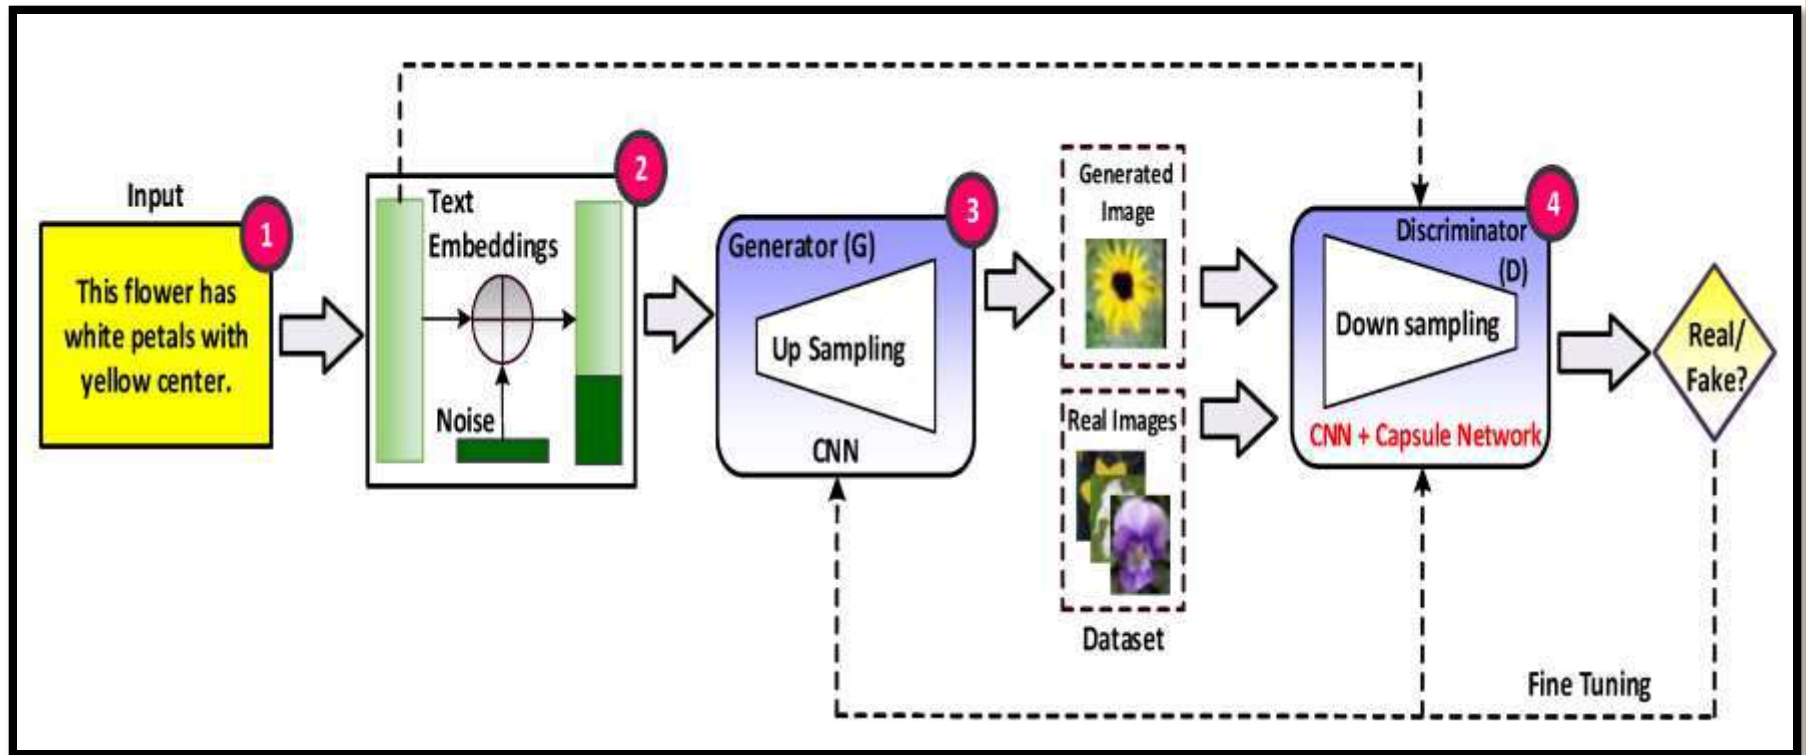 Input
1
This flower has
white petals with
yellow center.
2
Text
Embeddings
Noise
3
Generator (G)
Up Sampling
CNN
Generated
Image
Real Images
Dataset
4
Discriminator
(D)
Down sampling
CNN + Capsule Network
Real/
Fake?
Fine Tuning